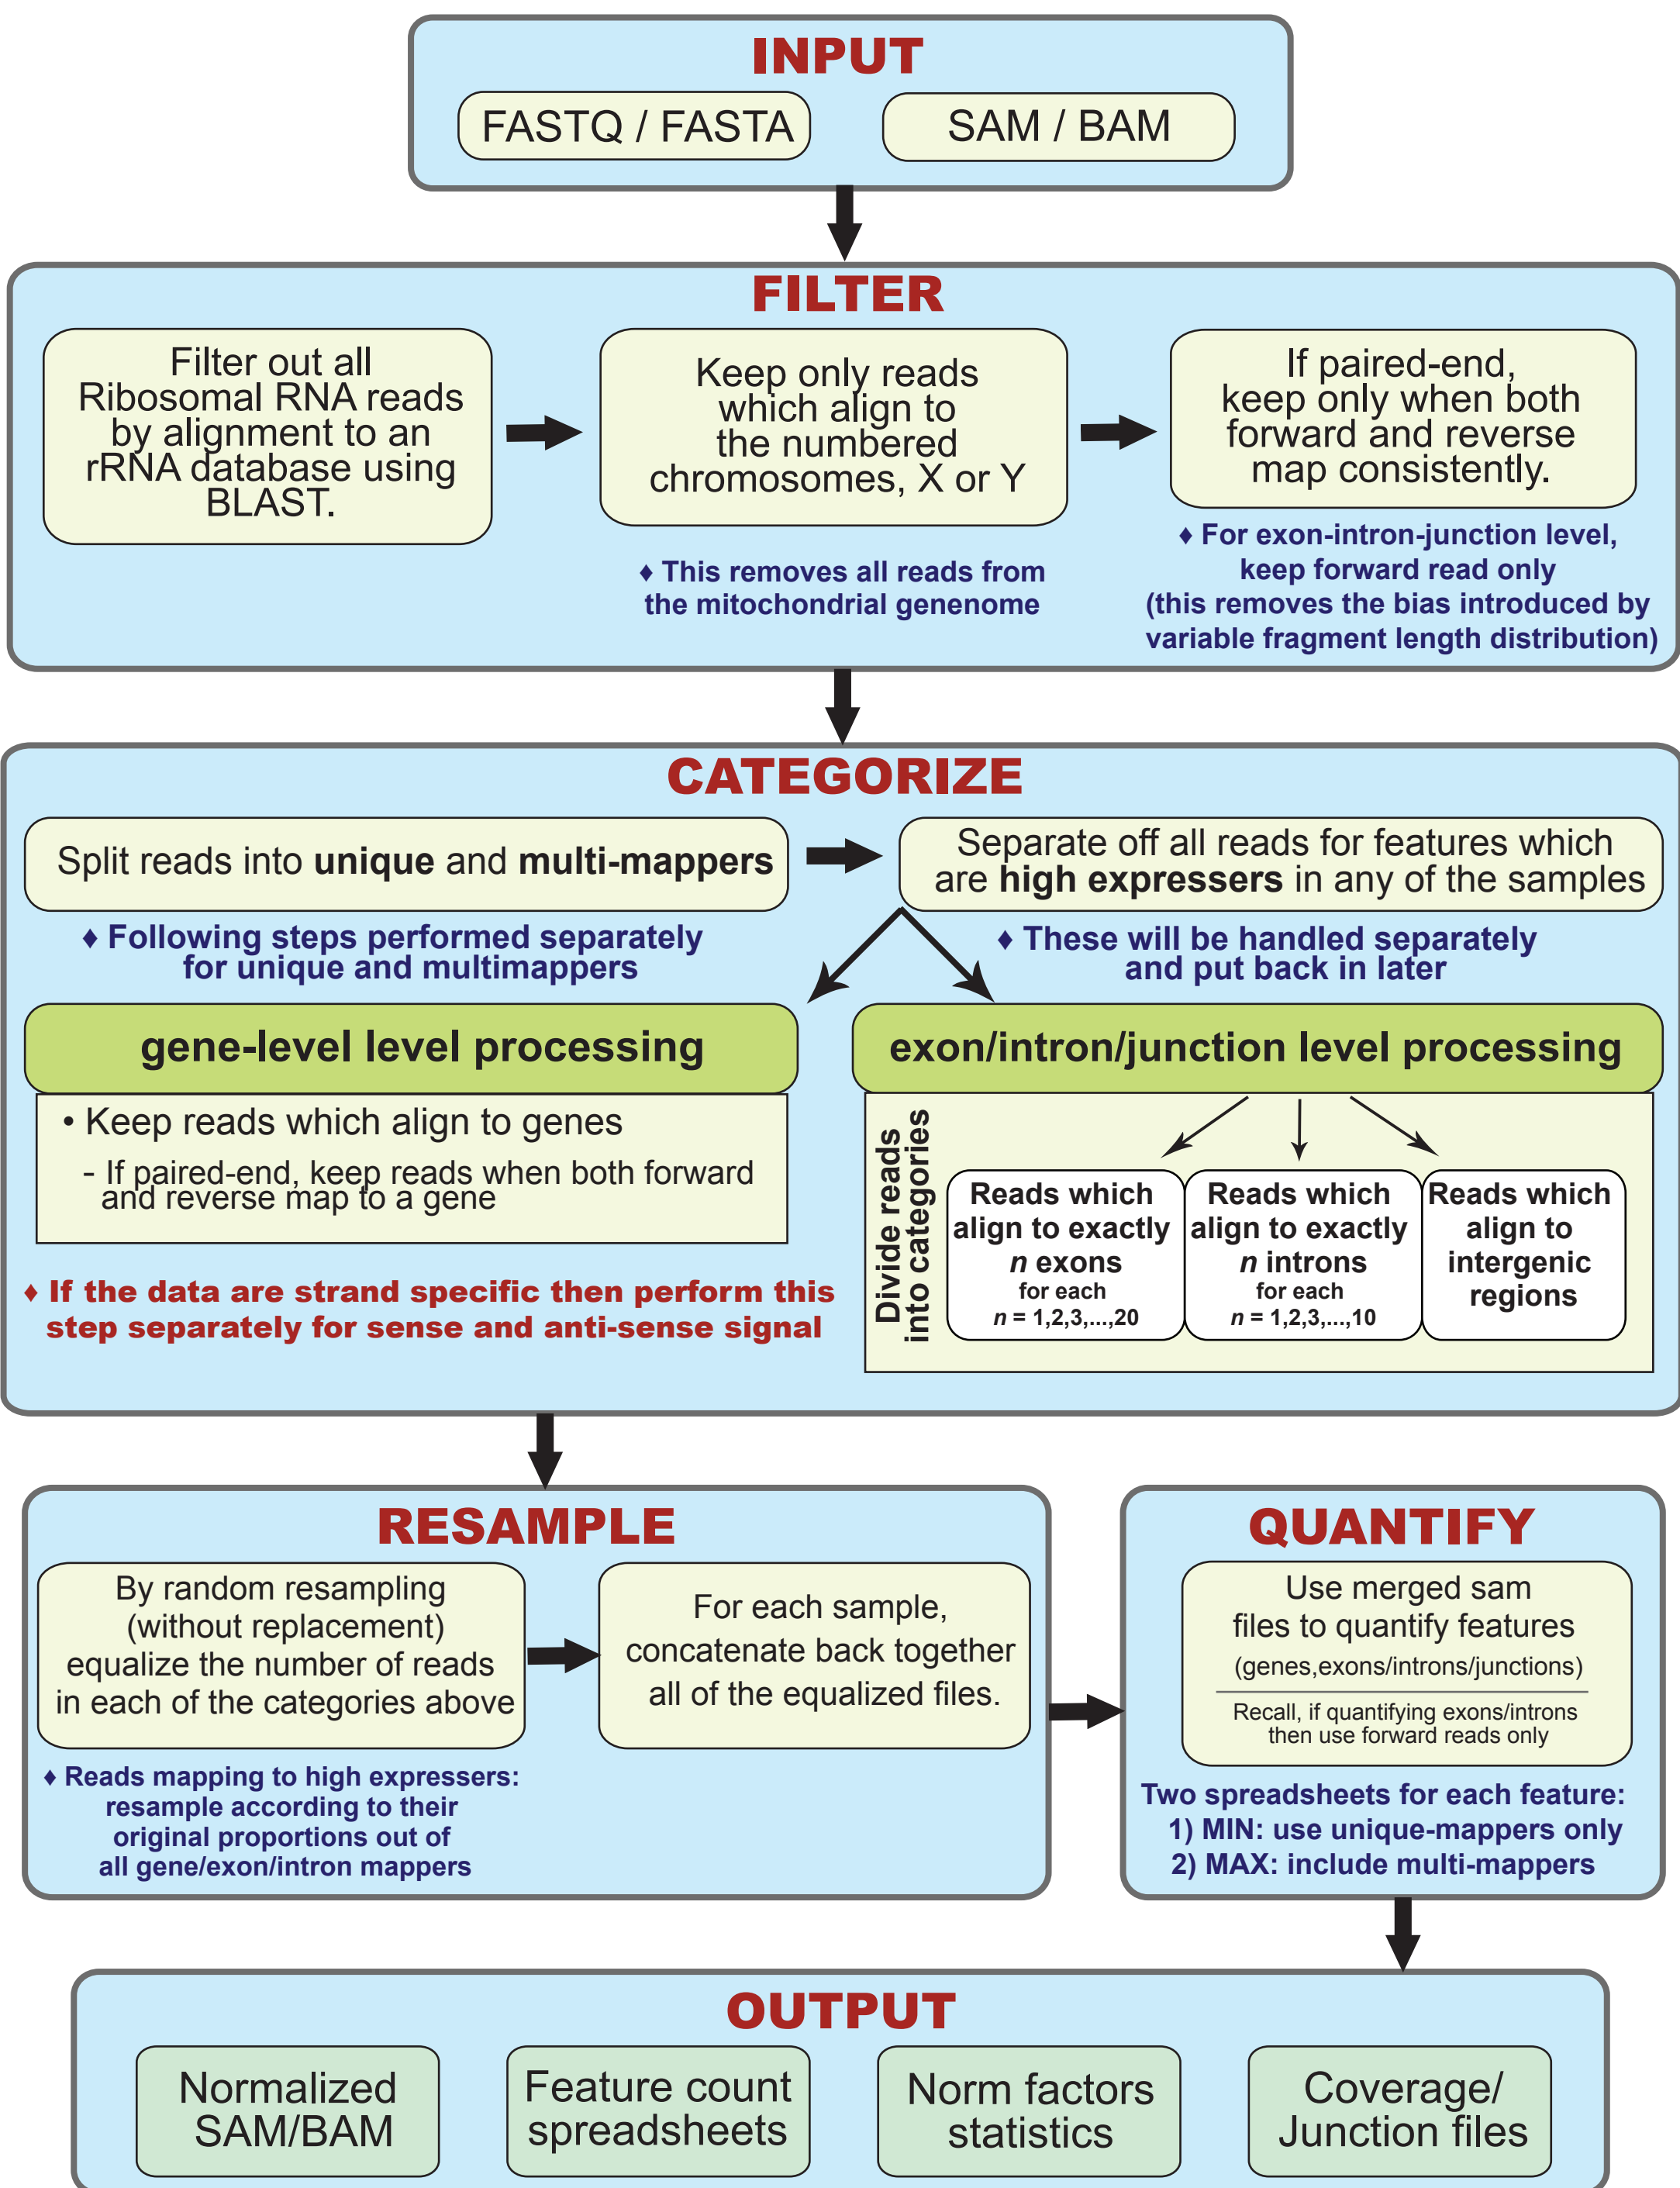 INPUT
FASTQ / FASTA
SAM / BAM
FILTER
Filter out all
Ribosomal RNA reads
by alignment to an
rRNA database using
BLAST.
Keep only reads
which align to
the numbered
chromosomes, X or Y
♦ This removes all reads from
the mitochondrial genenome
If paired-end,
keep only when both
forward and reverse
map consistently.
♦ For exon-intron-junction level,
keep forward read only
(this removes the bias introduced by
variable fragment length distribution)
CATEGORIZE
Split reads into unique and multi-mappers
♦ Following steps performed separately
for unique and multimappers
Separate off all reads for features which
are high expressers in any of the samples
♦ These will be handled separately
and put back in later
gene-level level processing
• Keep reads which align to genes
- If paired-end, keep reads when both forward
and reverse map to a gene
♦ If the data are strand specific then perform this
step separately for sense and anti-sense signal
exon/intron/junction level processing
Divide reads
into categories
Reads which
align to exactly
n exons
for each
n = 1,2,3,...,20
Reads which
align to exactly
n introns
for each
n = 1,2,3,...,10
Reads which
align to
intergenic
regions
RESAMPLE
By random resampling
(without replacement)
equalize the number of reads
in each of the categories above
♦ Reads mapping to high expressers:
resample according to their
original proportions out of
all gene/exon/intron mappers
For each sample,
concatenate back together
all of the equalized files.
QUANTIFY
Use merged sam
files to quantify features
(genes,exons/introns/junctions)
Recall, if quantifying exons/introns
then use forward reads only
Two spreadsheets for each feature:
1) MIN: use unique-mappers only
2) MAX: include multi-mappers
OUTPUT
Normalized
SAM/BAM
Feature count
spreadsheets
Norm factors
statistics
Coverage/
Junction files